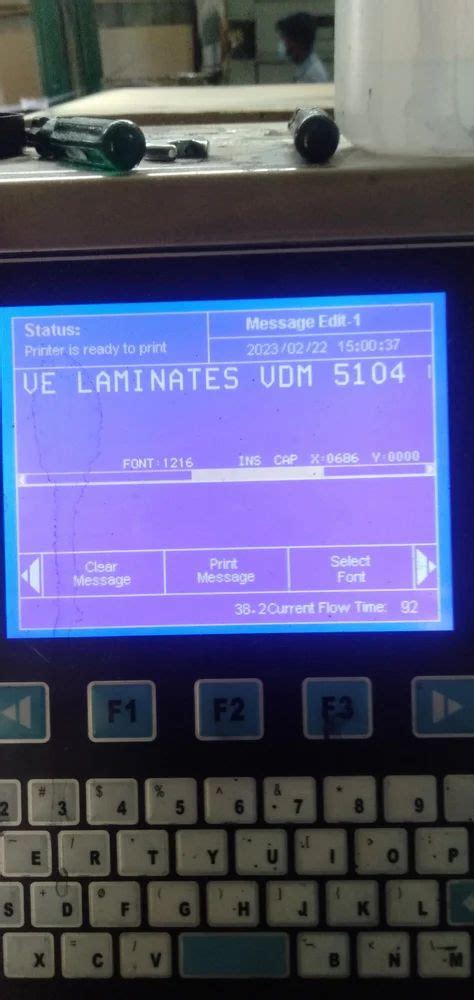 Status:
Message Edit-1
Printer is ready to print
2023/02/22 15:00:37
VE LAMINATES VDM 5104
FONT:1216 INS CAP X:0686 Y:0000
Clear Message
Print Message
Select Font
38.2Current Flow Time: 92
F1 F2 F3
2 # 3 $ 4 % 5 ^ 6 & 7 * 8 9
E R T Y U I O P
S D F G H J K L
X C V B N M